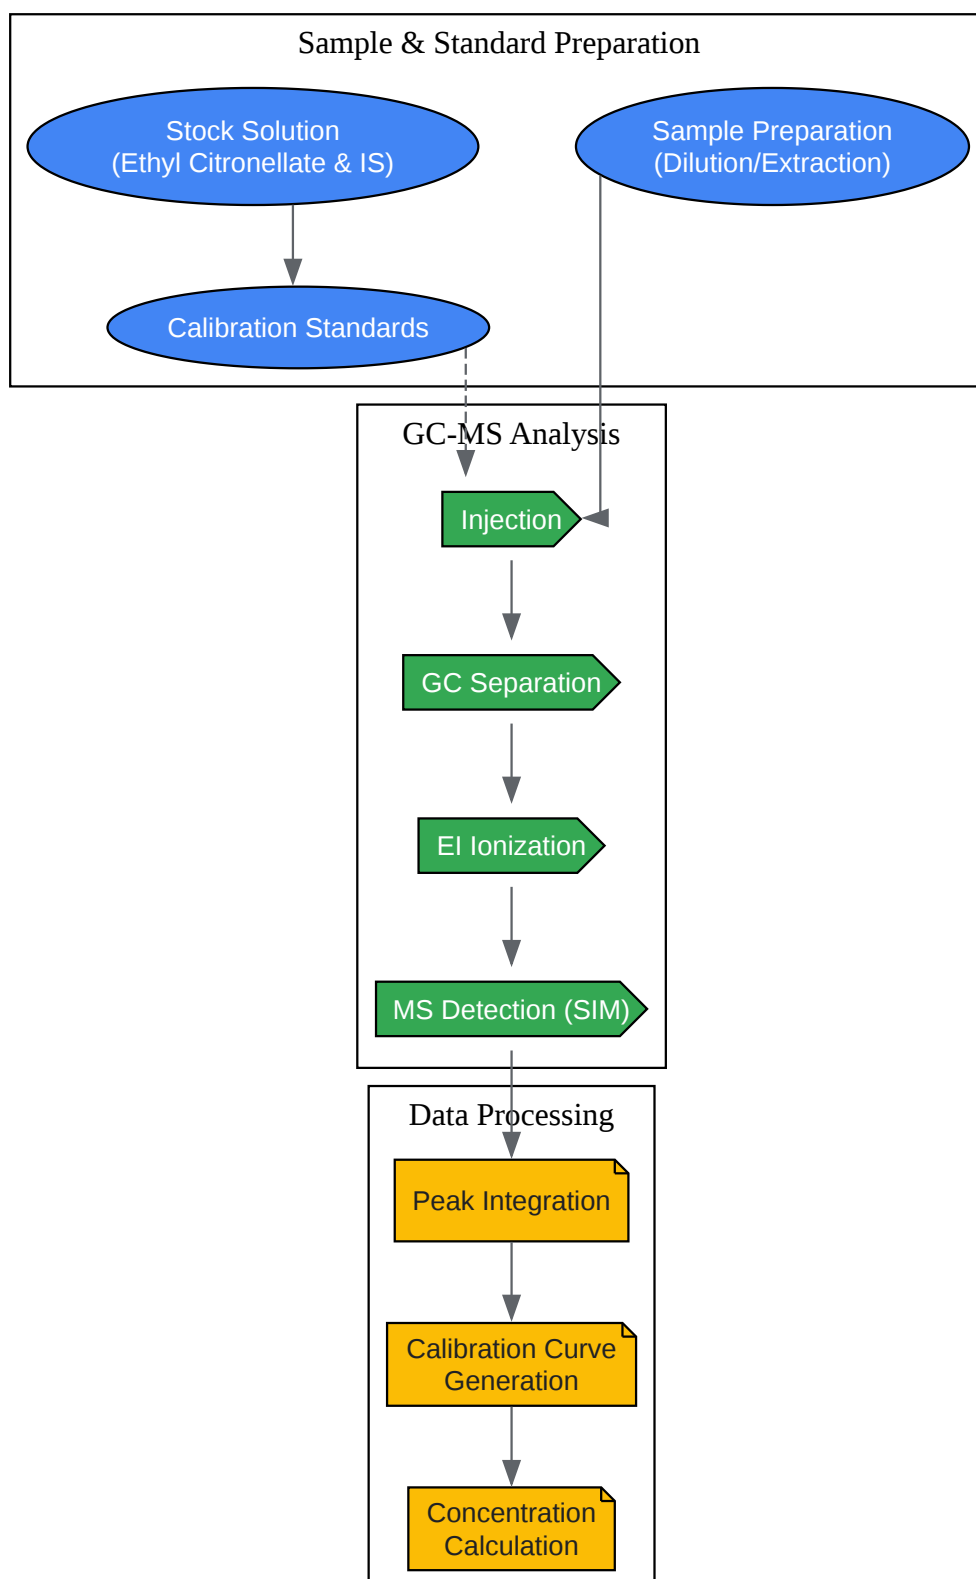 Sample & Standard Preparation
Stock Solution
(Ethyl Citronellate & IS)
Sample Preparation
(Dilution/Extraction)
Calibration Standards
GC-MS Analysis
Injection
GC Separation
EI Ionization
MS Detection (SIM)
Data Processing
Peak Integration
Calibration Curve
Generation
Concentration
Calculation